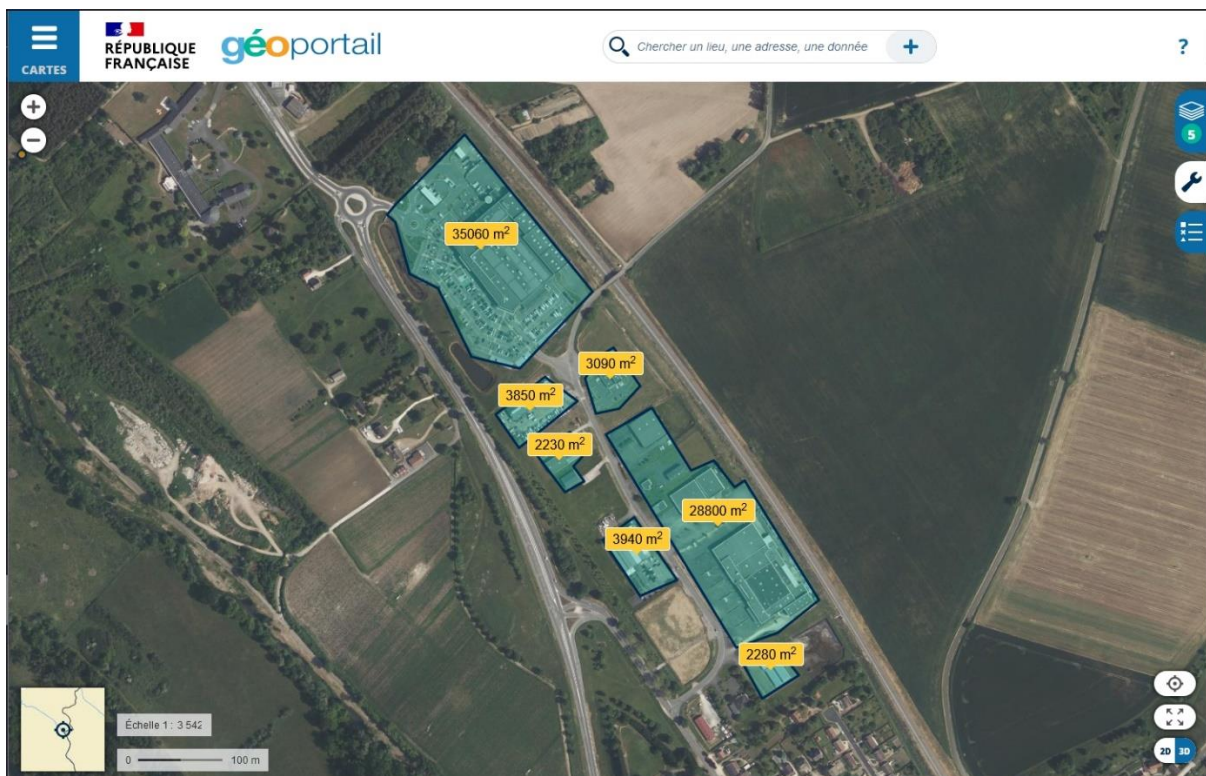 CARTES
RÉPUBLIQUE
FRANÇAISE
géoportail
Chercher un lieu, une adresse, une donnée
+
?
+
−
5
35060 m²
3090 m²
3850 m²
2230 m²
28800 m²
3940 m²
2280 m²
Échelle 1 : 3 542
0 100 m
2D 3D